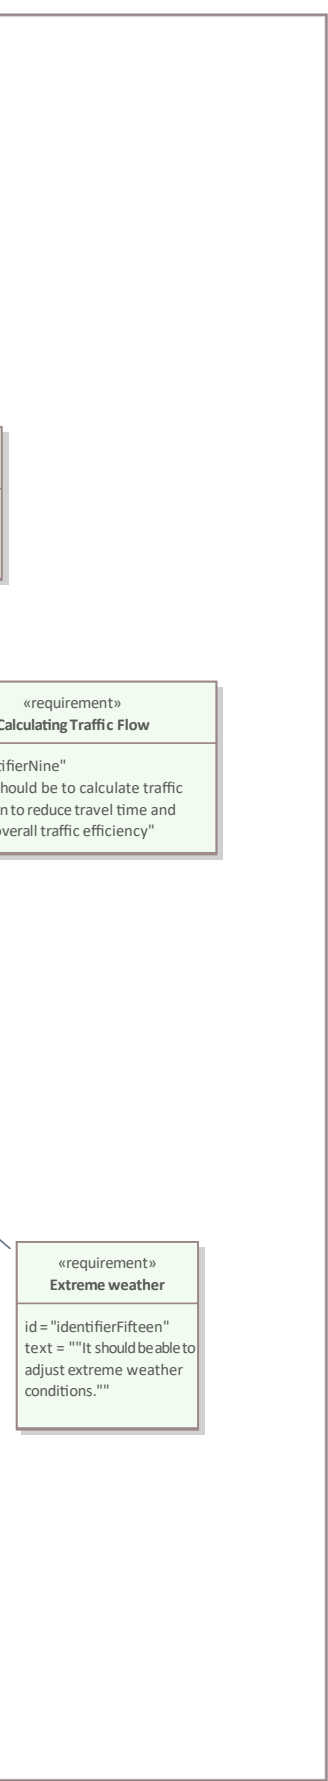 «requirement»
Calculating Traffic Flow
ifierNine"
hould be to calculate traffic
n to reduce travel time and
overall traffic efficiency"
«requirement»
Extreme weather
id = "identifierFifteen"
text = ""It should be able to
adjust extreme weather
conditions.""